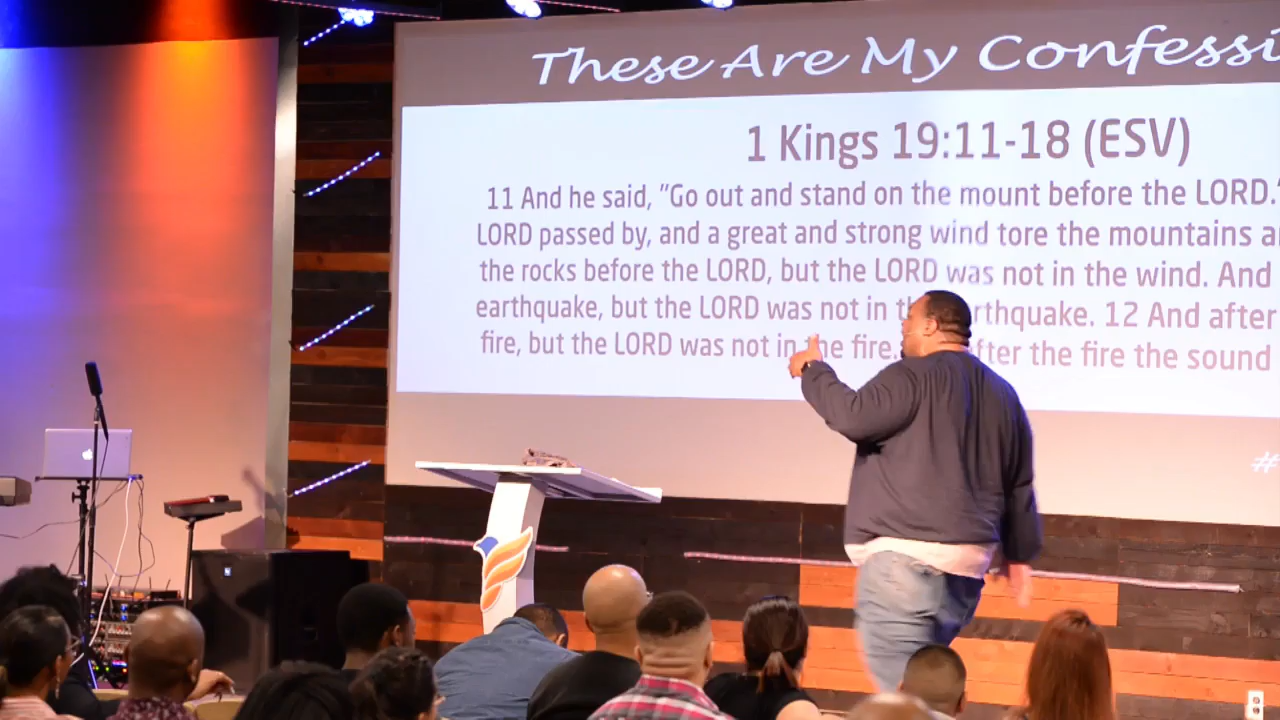 These Are My Confessi
1 Kings 19:11-18 (ESV)
11 And he said, "Go out and stand on the mount before the LORD."
LORD passed by, and a great and strong wind tore the mountains a
the rocks before the LORD, but the LORD was not in the wind. And
earthquake, but the LORD was not in th rthquake. 12 And after
fire, but the LORD was not in the fire. fter the fire the sound
#